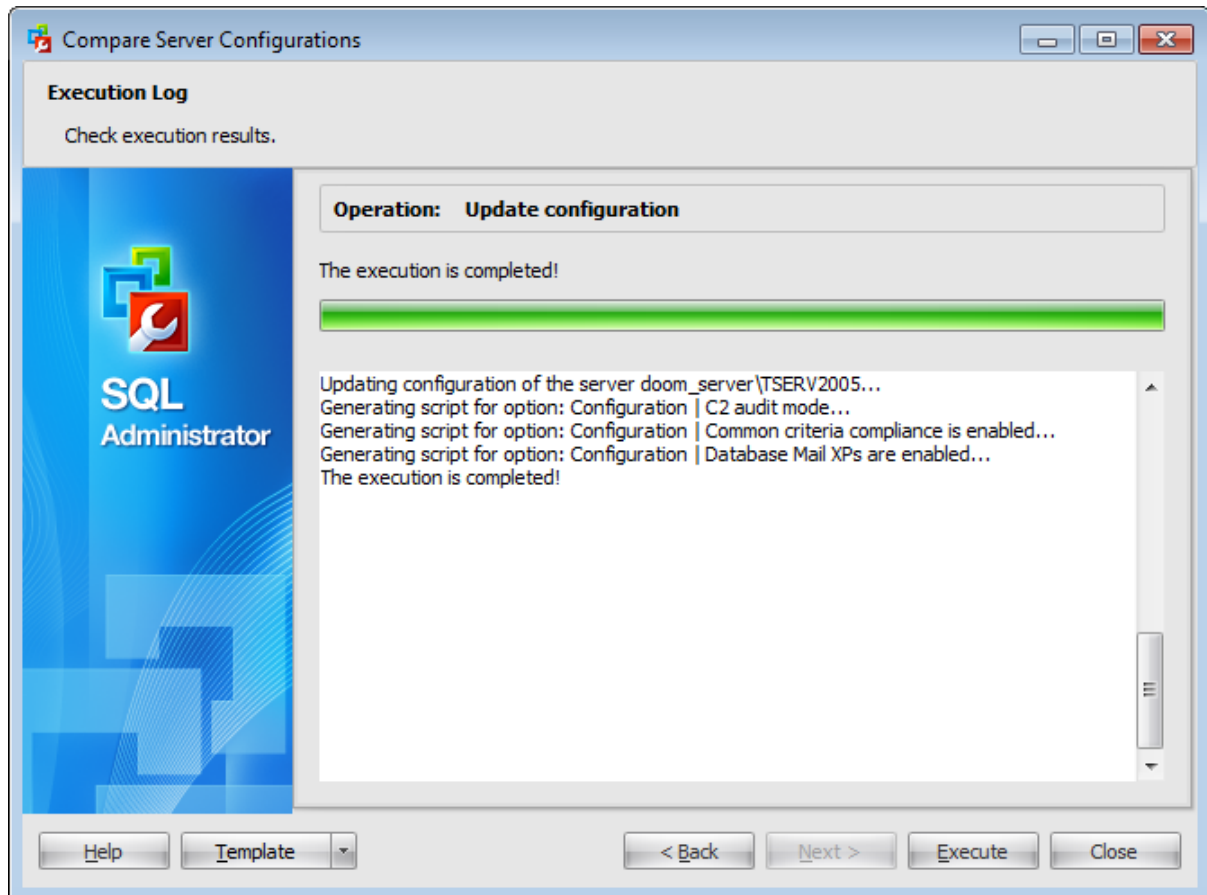 Compare Server Configurations
Execution Log
Check execution results.
SQL
Administrator
Operation: Update configuration
The execution is completed!
Updating configuration of the server doom_server\TSERV2005...
Generating script for option: Configuration | C2 audit mode...
Generating script for option: Configuration | Common criteria compliance is enabled...
Generating script for option: Configuration | Database Mail XPs are enabled...
The execution is completed!
Help Template < Back Next > Execute Close